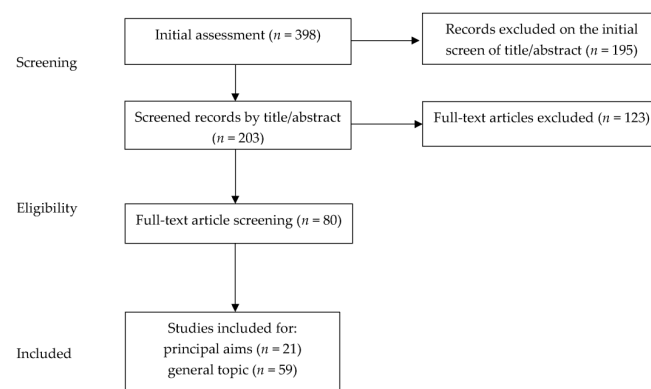 Screening
Initial assessment (n = 398)
Records excluded on the initial
screen of title/abstract (n = 195)
Screened records by title/abstract
(n = 203)
Full-text articles excluded (n = 123)
Eligibility
Full-text article screening (n = 80)
Included
Studies included for:
principal aims (n = 21)
general topic (n = 59)